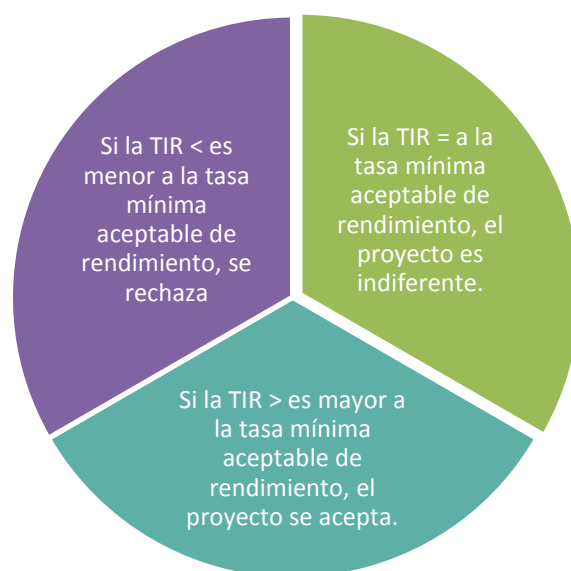 Si la TIR < es
menor a la tasa
mínima
aceptable de
rendimiento, se
rechaza
Si la TIR = a la
tasa mínima
aceptable de
rendimiento, el
proyecto es
indiferente.
Si la TIR > es mayor a
la tasa mínima
aceptable de
rendimiento, el
proyecto se acepta.